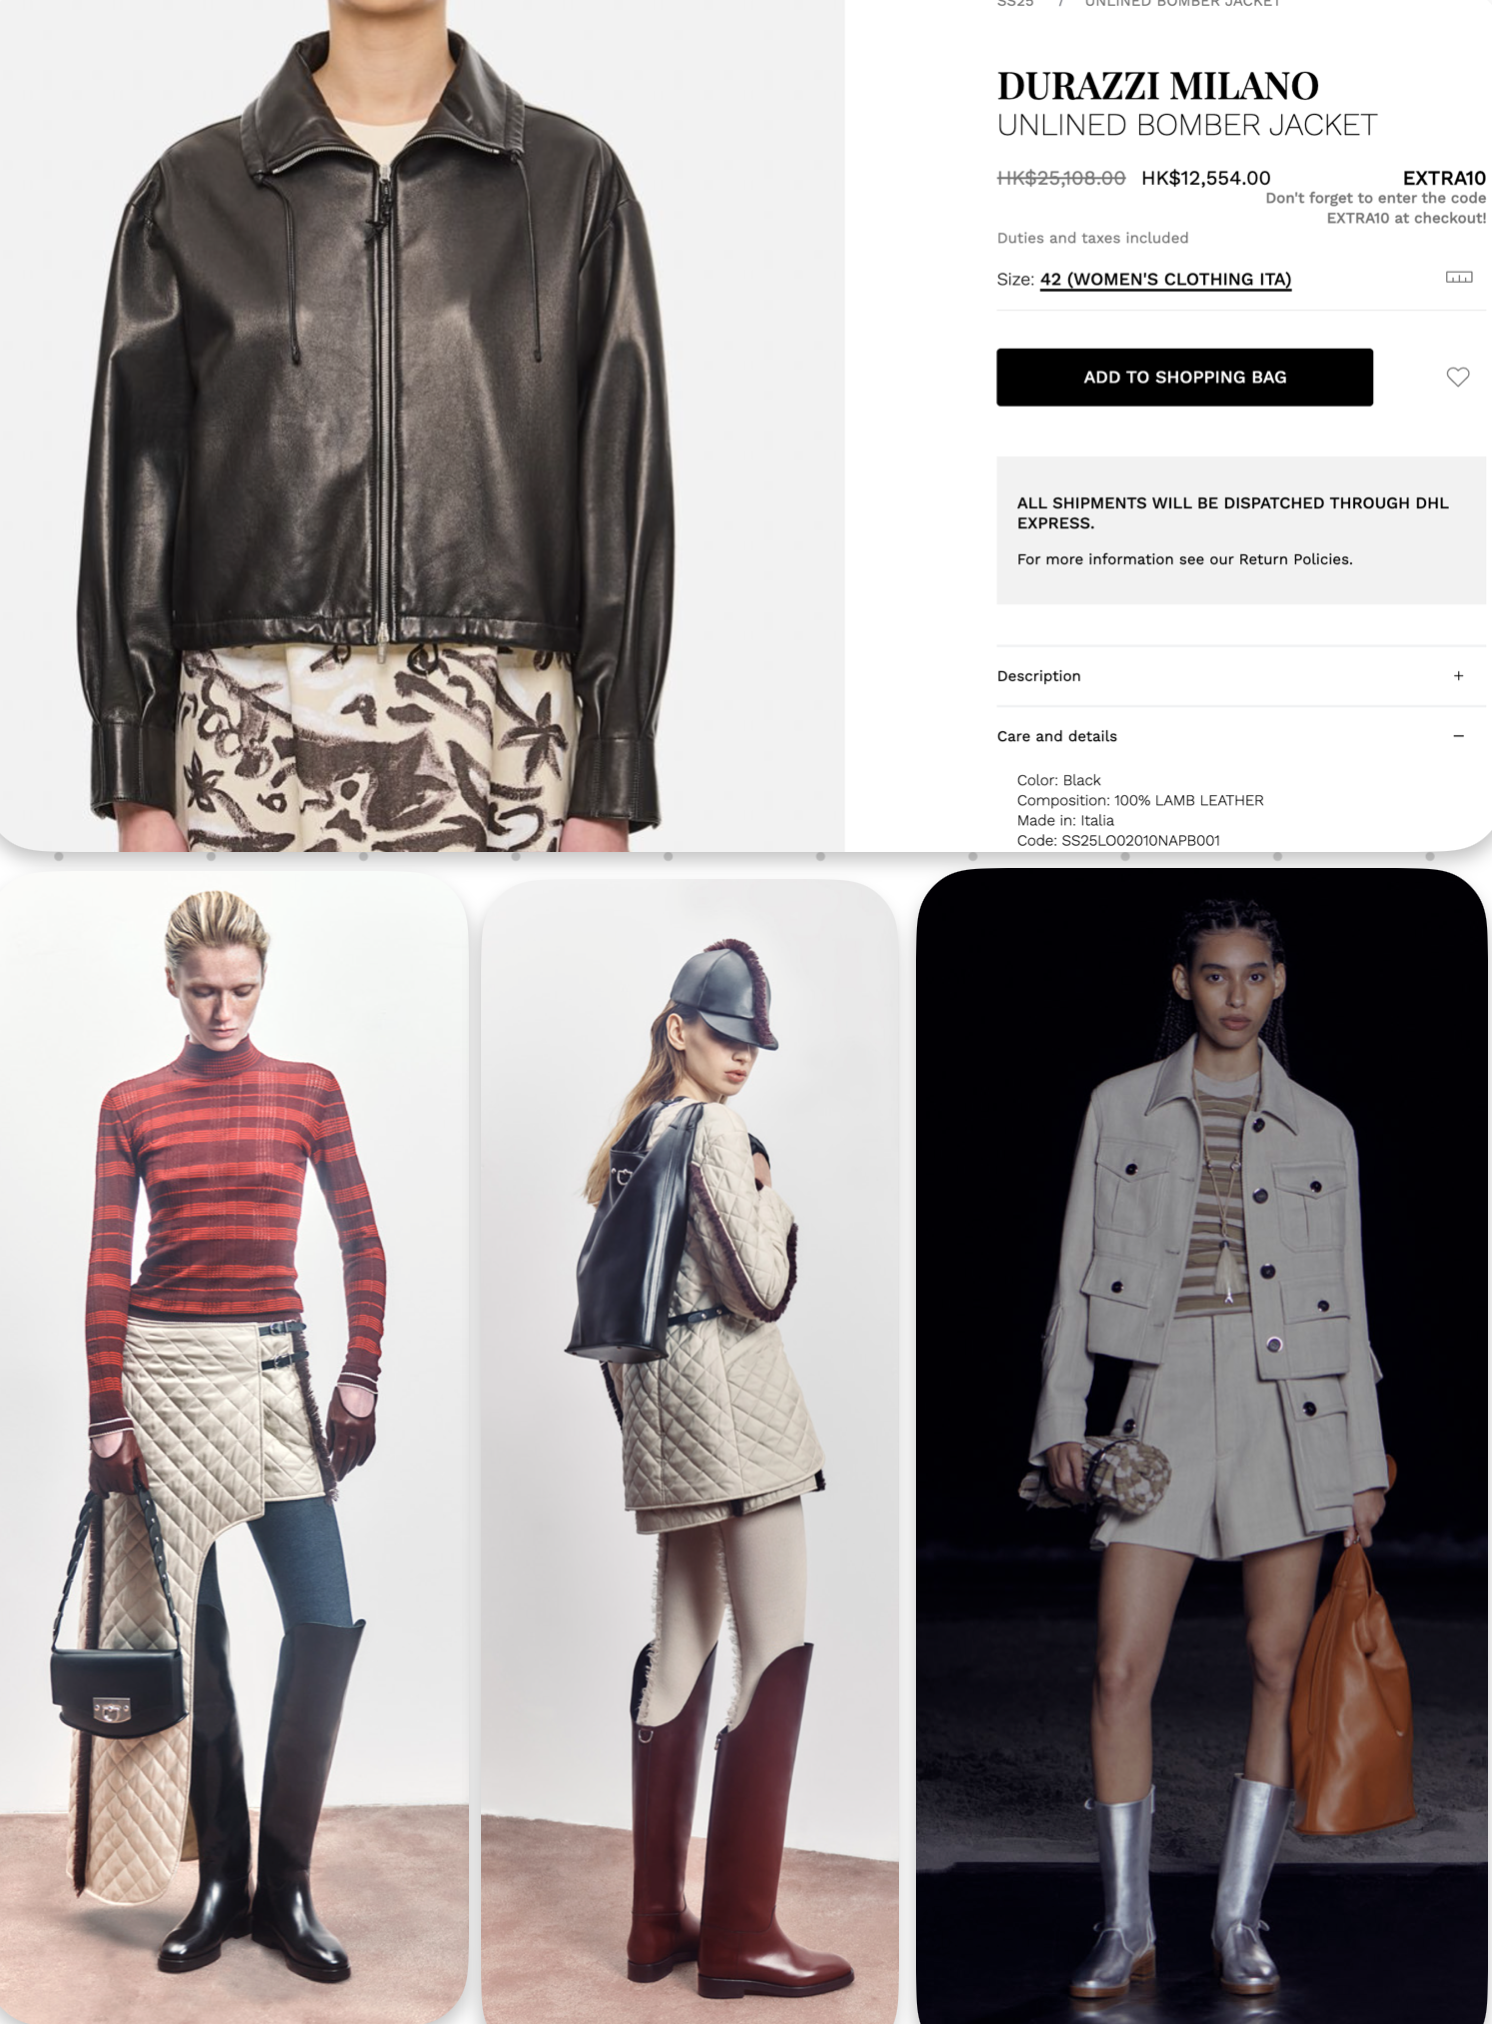 SS25 / UNLINED BOMBER JACKET
DURAZZI MILANO
UNLINED BOMBER JACKET
HK$25,108.00 HK$12,554.00 EXTRA10
Don't forget to enter the code
EXTRA10 at checkout!
Duties and taxes included
Size: 42 (WOMEN'S CLOTHING ITA)
ADD TO SHOPPING BAG
ALL SHIPMENTS WILL BE DISPATCHED THROUGH DHL
EXPRESS.
For more information see our Return Policies.
Description +
Care and details −
Color: Black
Composition: 100% LAMB LEATHER
Made in: Italia
Code: SS25LO02010NAPB001